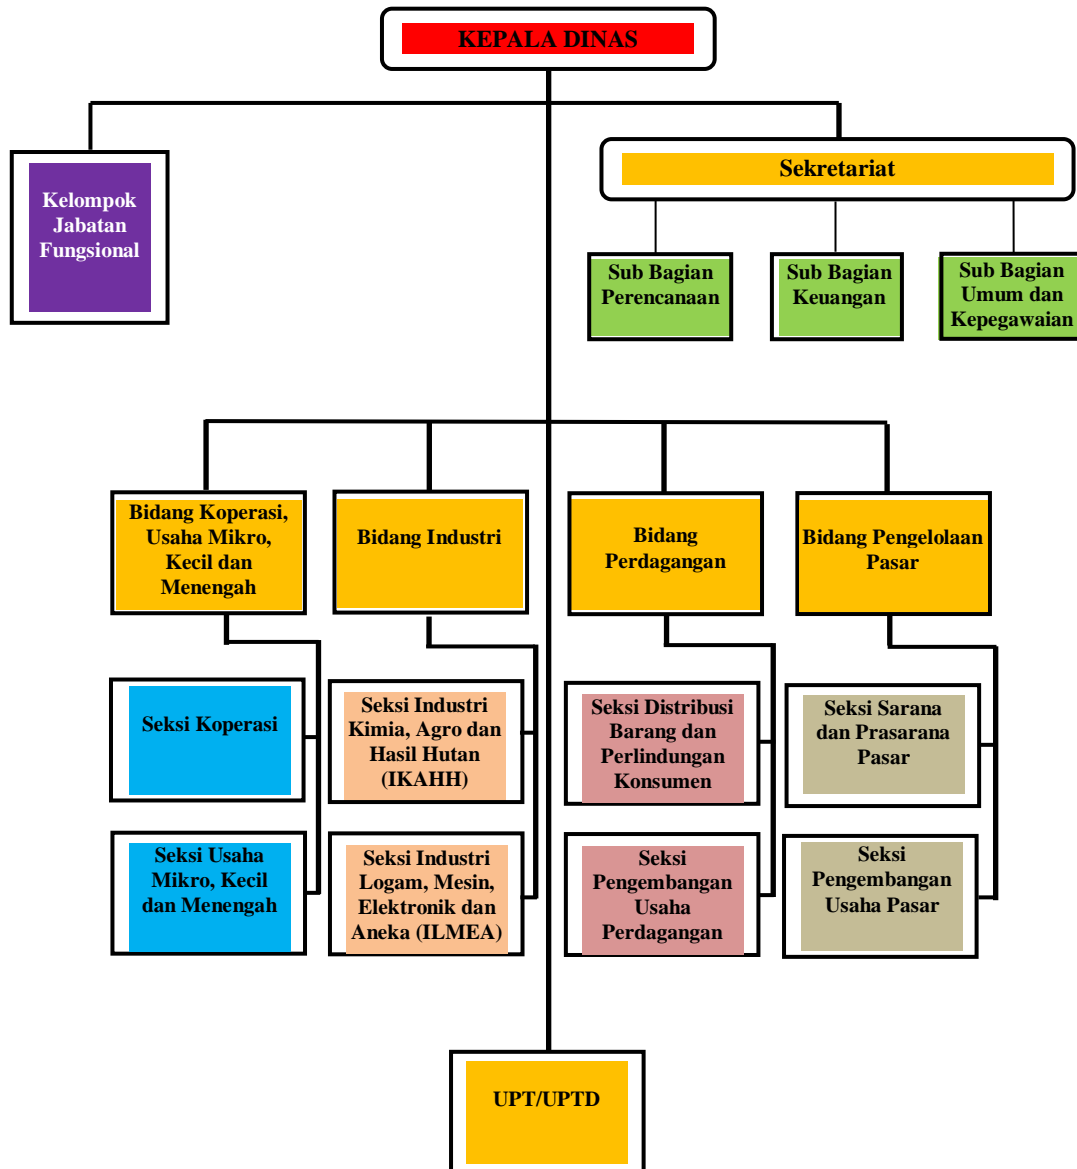 KEPALA DINAS
Kelompok
Jabatan
Fungsional
Sekretariat
Sub Bagian
Perencanaan
Sub Bagian
Keuangan
Sub Bagian
Umum dan
Kepegawaian
Bidang Koperasi,
Usaha Mikro,
Kecil dan
Menengah
Bidang Industri
Bidang
Perdagangan
Bidang Pengelolaan
Pasar
Seksi Koperasi
Seksi Industri
Kimia, Agro dan
Hasil Hutan
(IKAHH)
Seksi Distribusi
Barang dan
Perlindungan
Konsumen
Seksi Sarana
dan Prasarana
Pasar
Seksi Usaha
Mikro, Kecil
dan Menengah
Seksi Industri
Logam, Mesin,
Elektronik dan
Aneka (ILMEA)
Seksi
Pengembangan
Usaha
Perdagangan
Seksi
Pengembangan
Usaha Pasar
UPT/UPTD